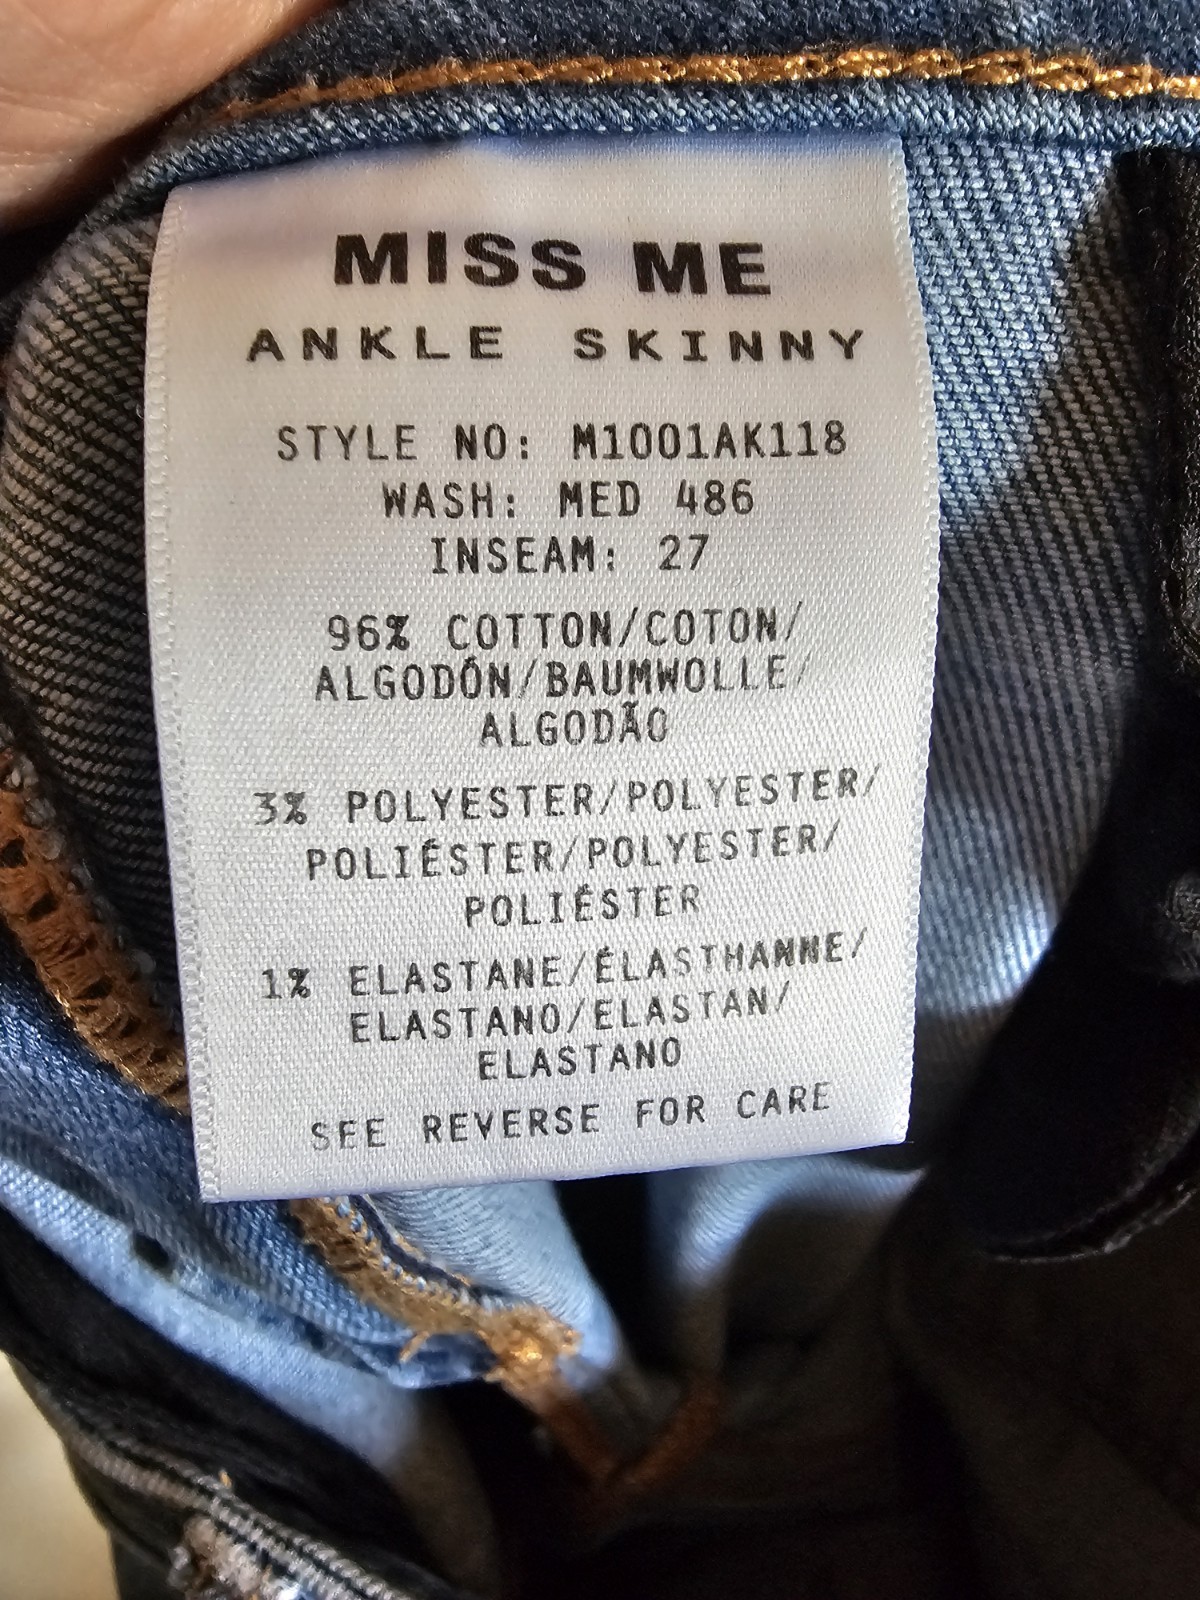 MISS ME
ANKLE SKINNY
STYLE NO: M1001AK118
WASH: MED 486
INSEAM: 27
96% COTTON/COTON/
ALGODÓN/BAUMWOLLE/
ALGODÃO
3% POLYESTER/POLYESTER/
POLIÉSTER/POLYESTER/
POLIÉSTER
1% ELASTANE/ÉLASTHANNE/
ELASTANO/ELASTAN/
ELASTANO
SEE REVERSE FOR CARE